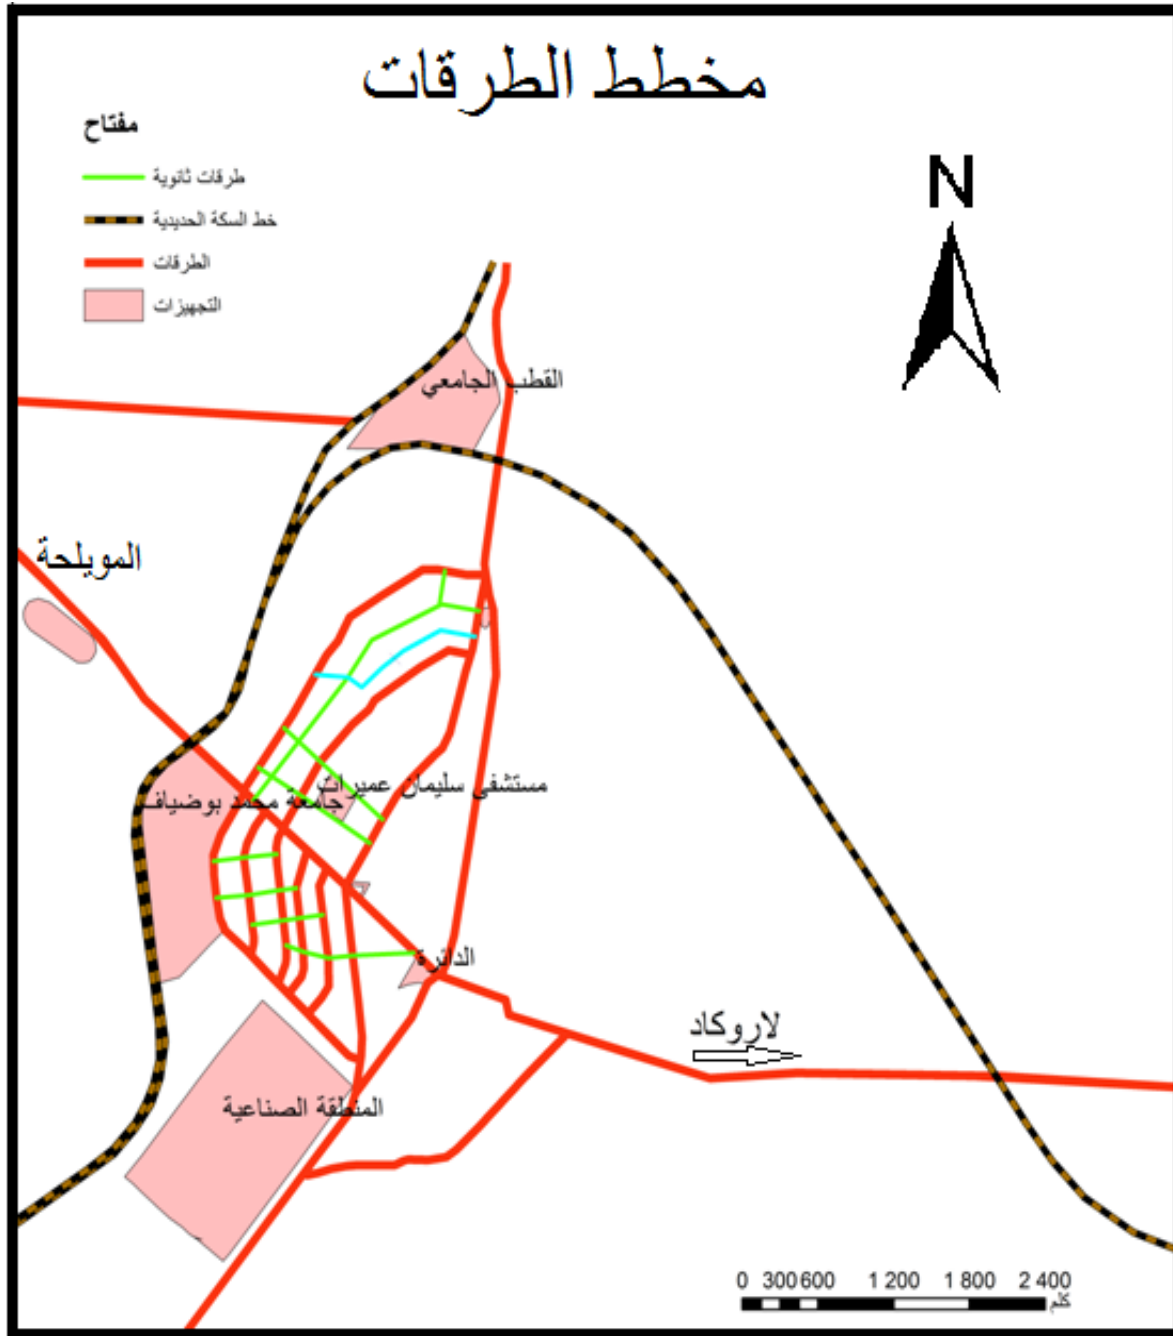 مخطط الطرقات
مفتاح
طرقات ثانوية
خط السكة الحديدية
الطرقات
التجهيزات
N
القطب الجامعي
المويلحة
مستشفى سليمان عميرات
جامعة محمد بوضياف
الدائرة
لاروكاد
المنطقة الصناعية
0 300 600 1 200 1 800 2 400
كلم